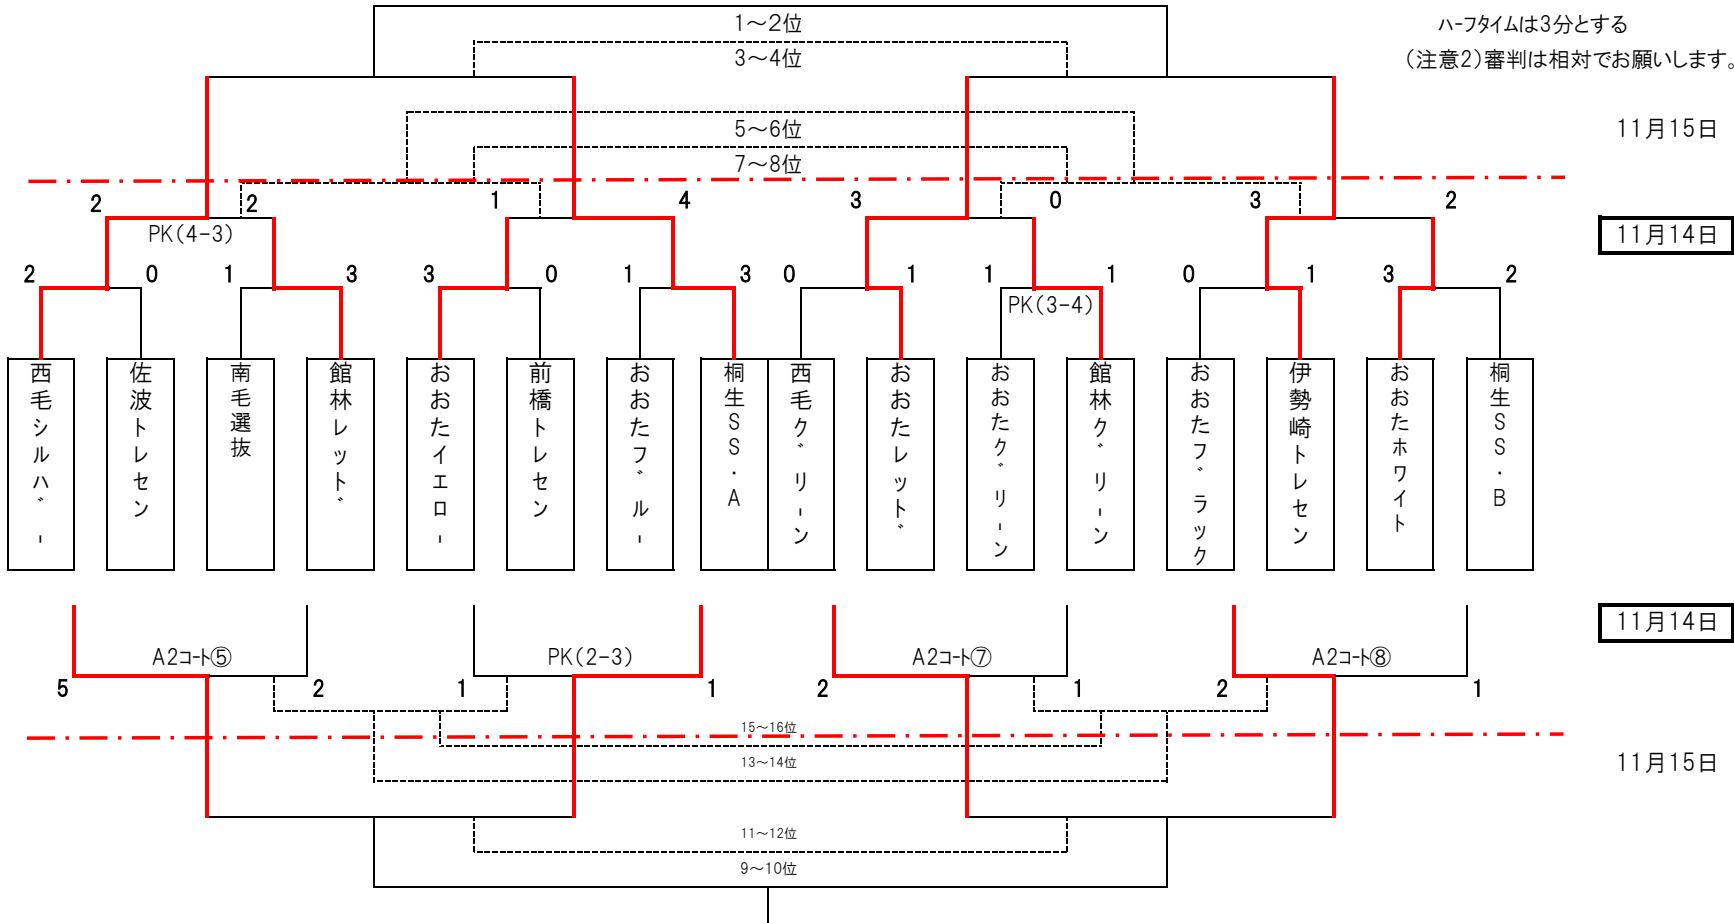 1～2位
ハーフタイムは3分とする
3～4位
（注意2）審判は相対でお願いします。
5～6位
11月15日
7～8位
2 2 1 4 3 0 3 2
PK(4-3)
11月14日
2 0 1 3 3 0 1 3 0 1 1 1 0 1 3 2
PK(3-4)
西毛シルバー
佐波トレセン
南毛選抜
館林レッド
おおたイエロー
前橋トレセン
おおたブルー
桐生SS・A
西毛グリーン
おおたレッド
おおたグリーン
館林グリーン
おおたブラック
伊勢崎トレセン
おおたホワイト
桐生SS・B
11月14日
A2コート⑤
PK(2-3)
A2コート⑦
A2コート⑧
5 2 1 1 2 1 2 1
15～16位
13～14位
11月15日
11～12位
9～10位